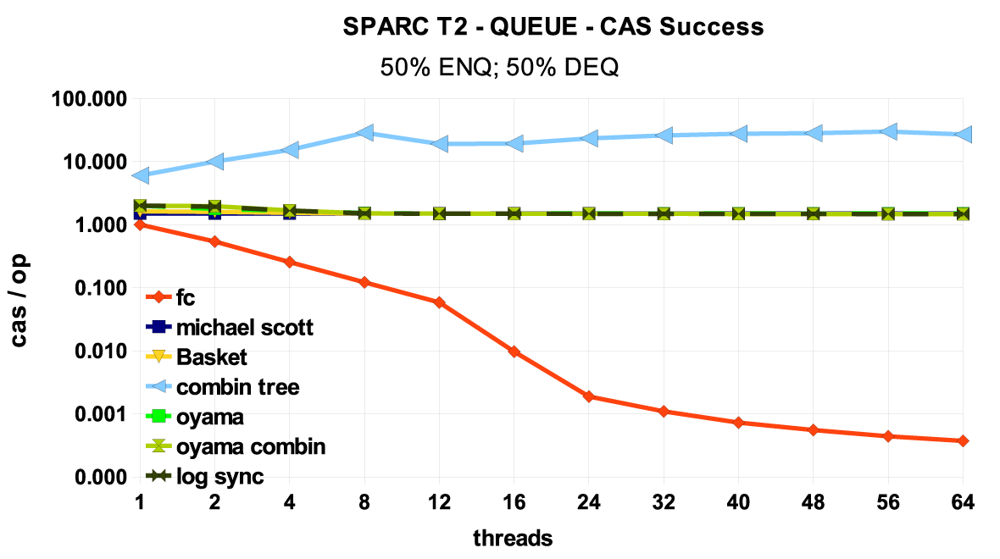 SPARC T2 - QUEUE - CAS Success
50% ENQ; 50% DEQ
100.000
10.000
1.000
0.100
0.010
0.001
0.000
cas / op
fc
michael scott
Basket
combin tree
oyama
oyama combin
log sync
1 2 4 8 12 16 24 32 40 48 56 64
threads